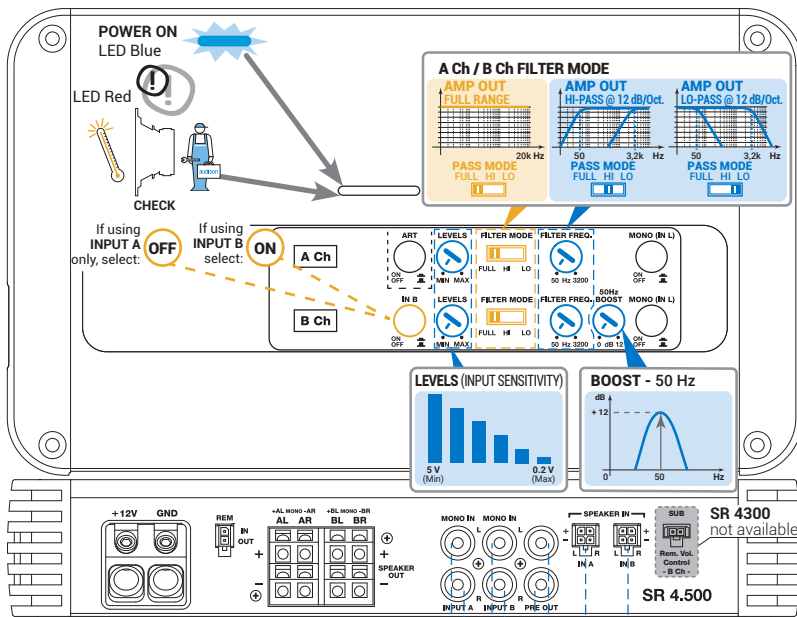 POWER ON
LED Blue
LED Red
audison
CHECK
A Ch / B Ch FILTER MODE
AMP OUT
FULL RANGE
20k Hz
PASS MODE
FULL HI LO
AMP OUT
HI-PASS @ 12 dB/Oct.
50 3,2k Hz
PASS MODE
FULL HI LO
AMP OUT
LO-PASS @ 12 dB/Oct.
50 3,2k Hz
PASS MODE
FULL HI LO
If using
INPUT A
only, select:
OFF
If using
INPUT B
select:
ON
A Ch
ART
ON
OFF
LEVELS
MIN MAX
FILTER MODE
FULL HI LO
FILTER FREQ.
50 Hz 3200
MONO (IN L)
ON
OFF
B Ch
IN B
ON
OFF
LEVELS
MIN MAX
FILTER MODE
FULL HI LO
FILTER FREQ.
50 Hz 3200
50Hz
BOOST
0 dB 12
MONO (IN L)
ON
OFF
LEVELS (INPUT SENSITIVITY)
5 V
(Min)
0.2 V
(Max)
BOOST - 50 Hz
dB
+ 12
0 50 Hz
+12V GND
REM
IN
OUT
+AL MONO -AR
AL AR
+BL MONO -BR
BL BR
+
+
-
-
+
+
SPEAKER
OUT
MONO IN MONO IN
L L
+ +
R R
INPUT A INPUT B PRE OUT
SPEAKER IN
+
-
L R
IN A
+
-
L R
IN B
SUB
Rem. Vol.
Control
- B Ch -
SR 4300
not available
SR 4.500